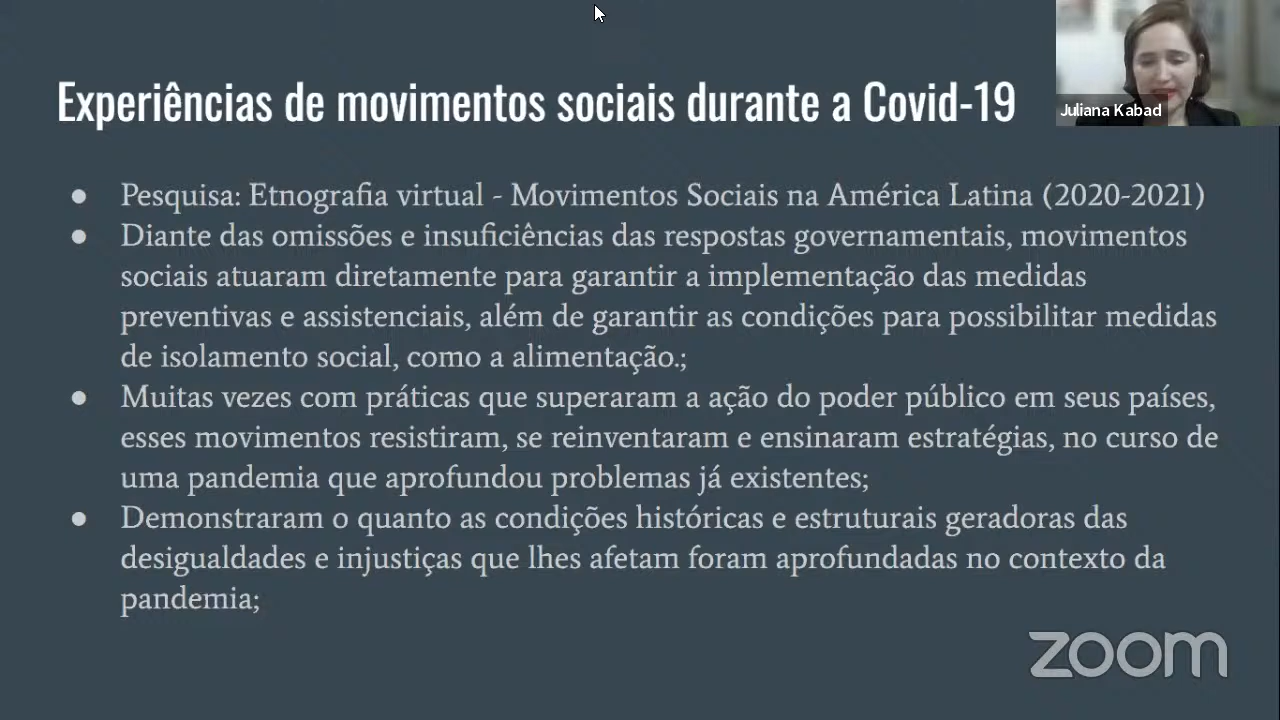 Experiências de movimentos sociais durante a Covid-19
Juliana Kabad
● Pesquisa: Etnografia virtual - Movimentos Sociais na América Latina (2020-2021)
● Diante das omissões e insuficiências das respostas governamentais, movimentos
sociais atuaram diretamente para garantir a implementação das medidas
preventivas e assistenciais, além de garantir as condições para possibilitar medidas
de isolamento social, como a alimentação.;
● Muitas vezes com práticas que superaram a ação do poder público em seus países,
esses movimentos resistiram, se reinventaram e ensinaram estratégias, no curso de
uma pandemia que aprofundou problemas já existentes;
● Demonstraram o quanto as condições históricas e estruturais geradoras das
desigualdades e injustiças que lhes afetam foram aprofundadas no contexto da
pandemia;
zoom